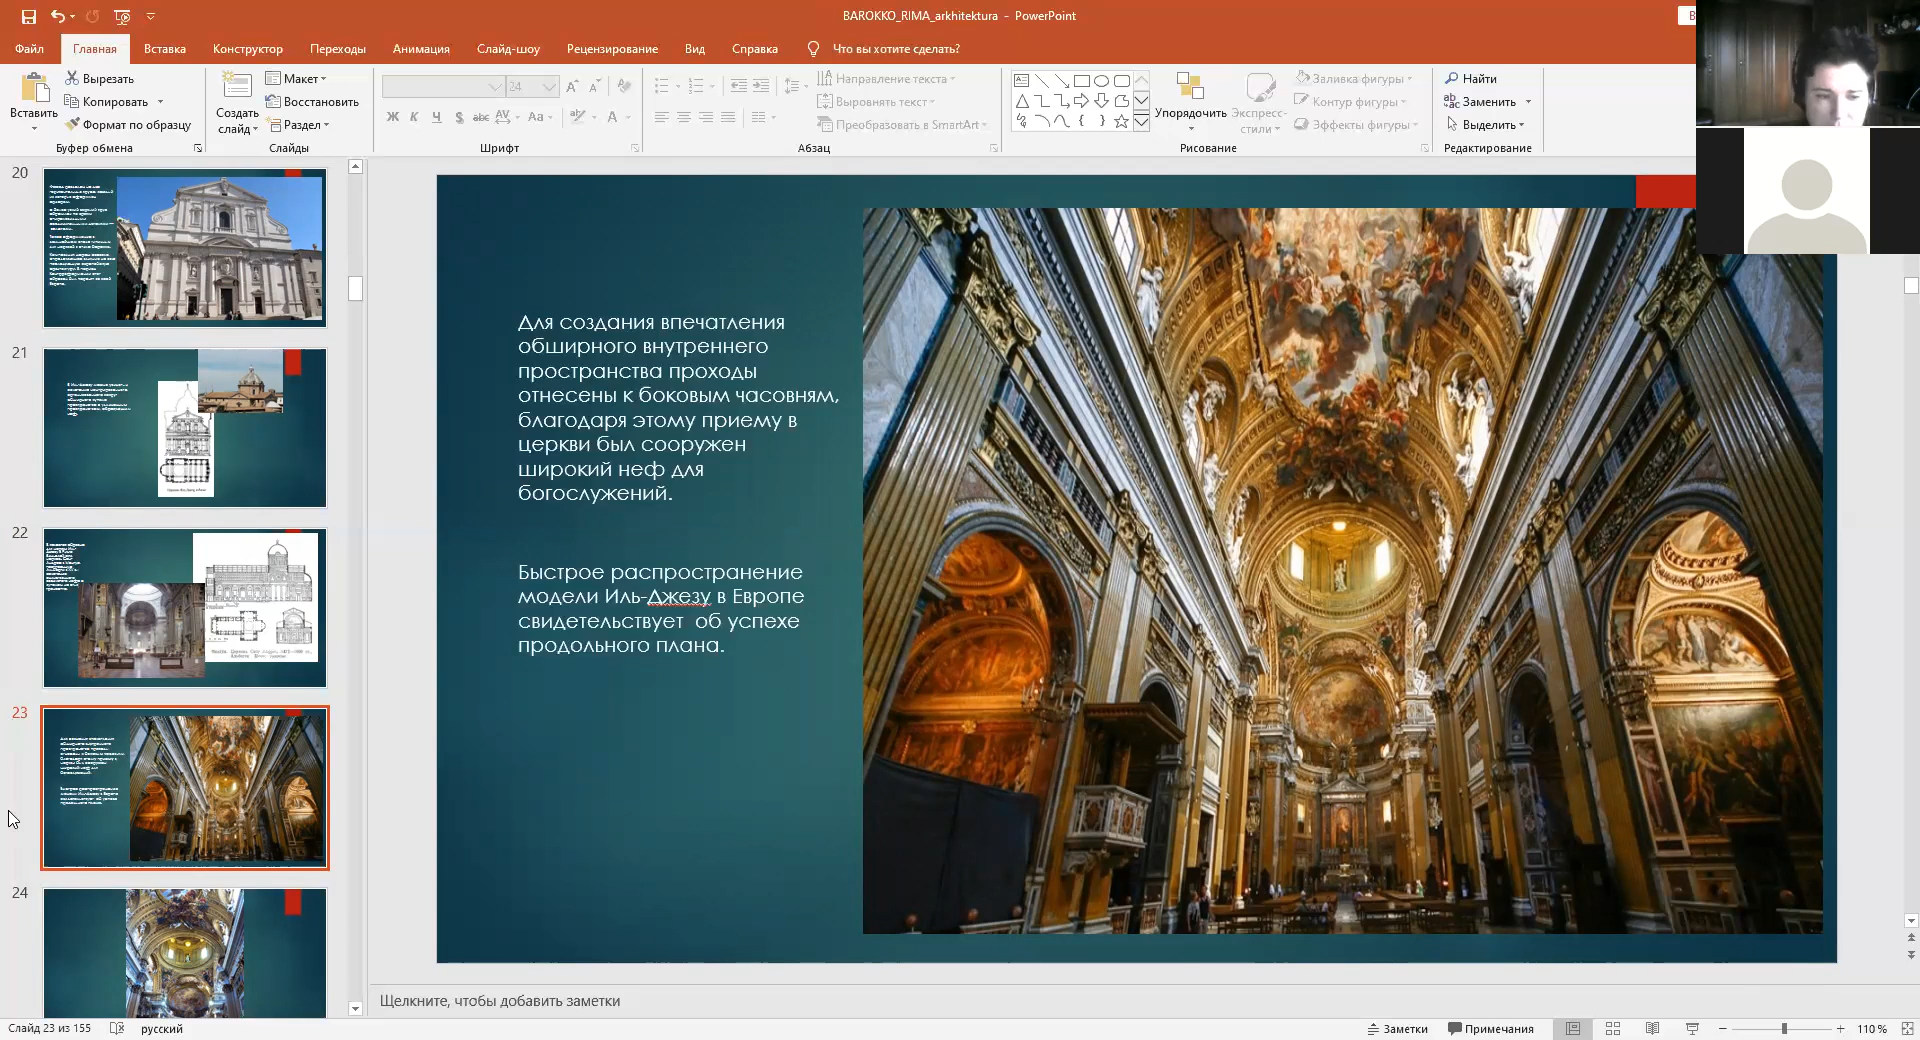 BAROKKO_RIMA_arkhitektura - PowerPoint
Файл
Главная
Вставка
Конструктор
Переходы
Анимация
Слайд-шоу
Рецензирование
Вид
Справка
Что вы хотите сделать?
Вставить
Вырезать
Копировать
Формат по образцу
Буфер обмена
Создать слайд
Макет
Восстановить
Раздел
Слайды
24
Ж К Ч S abc AV Aa A
Шрифт
Направление текста
Выровнять текст
Преобразовать в SmartArt
Абзац
Упорядочить
Экспресс-стили
Заливка фигуры
Контур фигуры
Эффекты фигуры
Рисование
Найти
Заменить
Выделить
Редактирование
20
21
22
23
24
Для создания впечатления
обширного внутреннего
пространства проходы
отнесены к боковым часовням,
благодаря этому приему в
церкви был сооружен
широкий неф для
богослужений.
Быстрое распространение
модели Иль-Джезу в Европе
свидетельствует об успехе
продольного плана.
Щелкните, чтобы добавить заметки
Слайд 23 из 155
русский
Заметки
Примечания
110 %